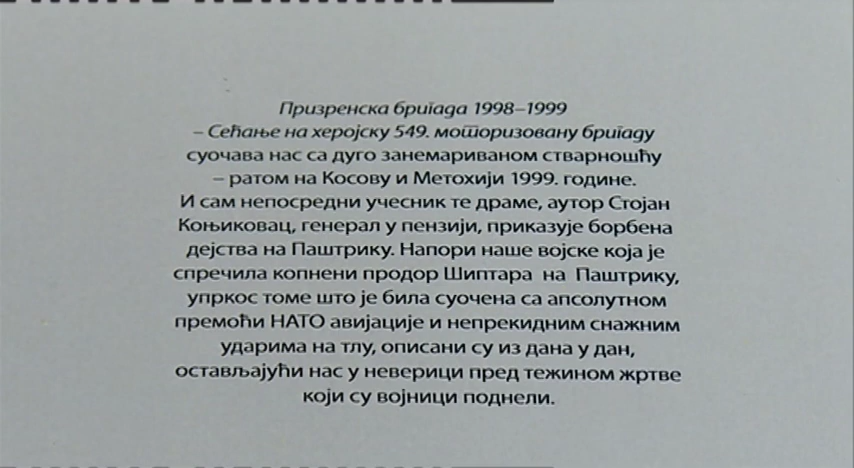 Призренска бригада 1998–1999
– Сећање на херојску 549. моторизовану бригаду
суочава нас са дуго занемариваном стварношћу
– ратом на Косову и Метохији 1999. године.
И сам непосредни учесник те драме, аутор Стојан
Коњиковац, генерал у пензији, приказује борбена
дејства на Паштрику. Напори наше војске која је
спречила копнени продор Шиптара на Паштрику,
упркос томе што је била суочена са апсолутном
премоћи НАТО авијације и непрекидним снажним
ударима на тлу, описани су из дана у дан,
остављајући нас у неверици пред тежином жртве
који су војници поднели.